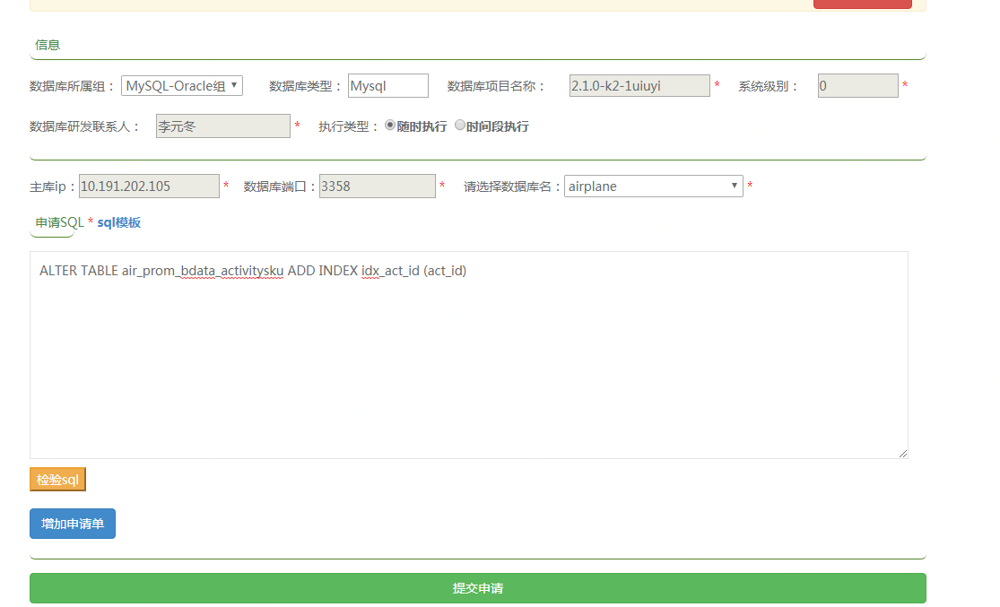 信息
数据库所属组： MySQL-Oracle组 数据库类型： Mysql 数据库项目名称： 2.1.0-k2-1uiuyi * 系统级别： 0 *
数据库研发联系人： 李元冬 * 执行类型： 随时执行 时间段执行
主库ip：10.191.202.105 * 数据库端口：3358 * 请选择数据库名：airplane *
申请SQL * sql模板
ALTER TABLE air_prom_bdata_activitysku ADD INDEX idx_act_id (act_id)
检验sql
增加申请单
提交申请